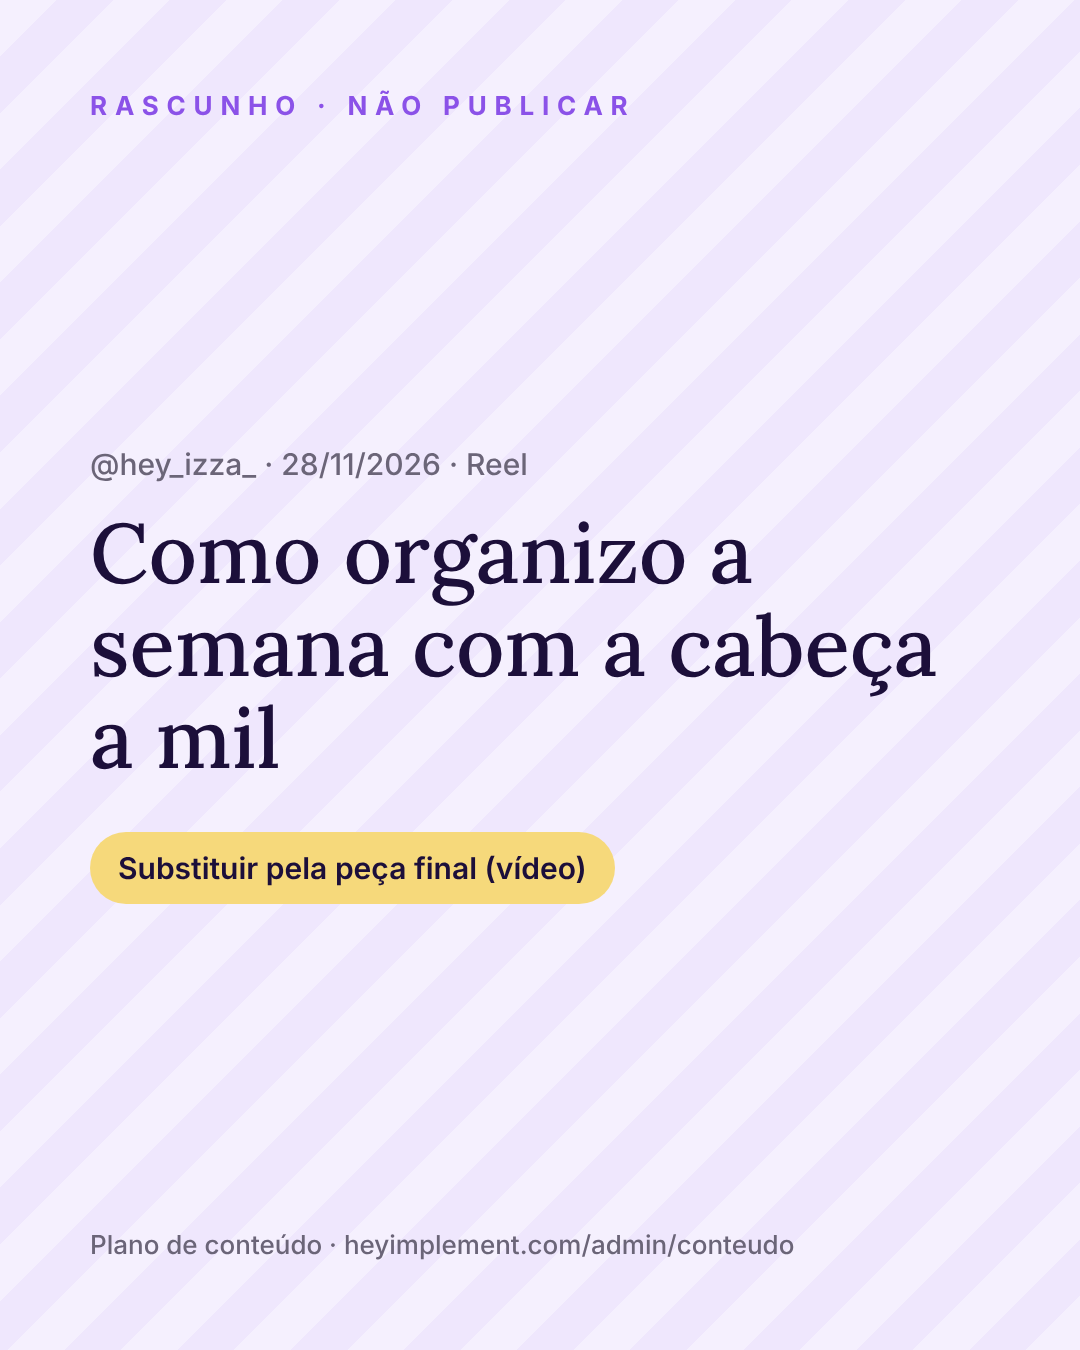 RASCUNHO · NÃO PUBLICAR
@hey_izza_ · 28/11/2026 · Reel
Como organizo a
semana com a cabeça
a mil
Substituir pela peça final (vídeo)
Plano de conteúdo · heyimplement.com/admin/conteudo